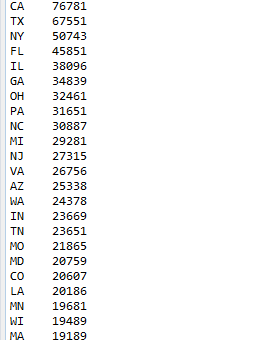 CA 76781
TX 67551
NY 50743
FL 45851
IL 38096
GA 34839
OH 32461
PA 31651
NC 30887
MI 29281
NJ 27315
VA 26756
AZ 25338
WA 24378
IN 23669
TN 23651
MO 21865
MD 20759
CO 20607
LA 20186
MN 19681
WI 19489
MA 19189